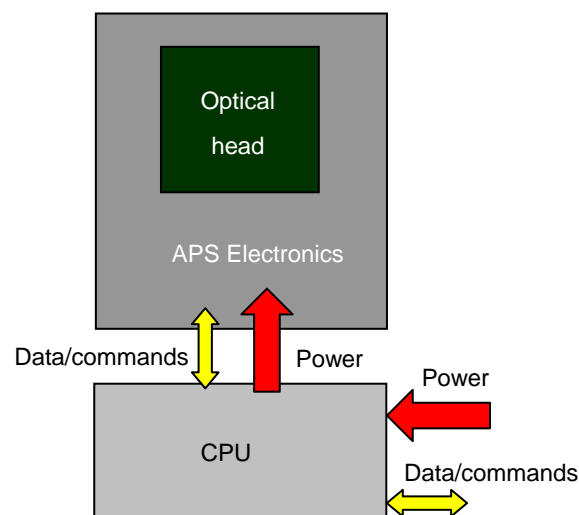 Optical
head
APS Electronics
Data/commands
Power
Power
CPU
Data/commands